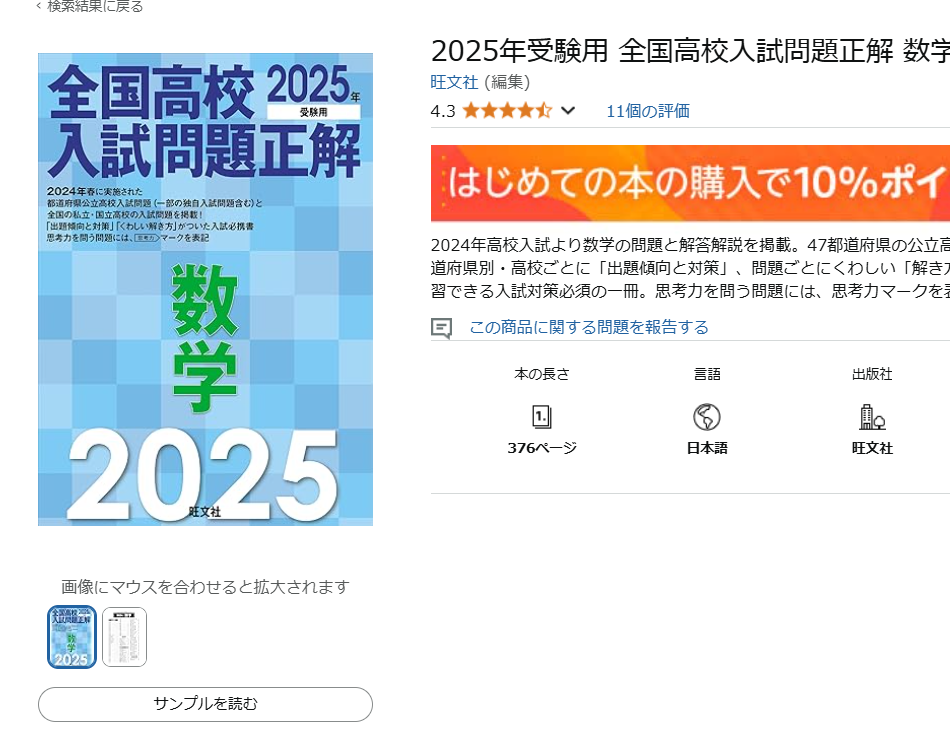 ‹ 検索結果に戻る
全国高校 2025年
受験用
入試問題正解
2024年春に実施された
都道府県公立高校入試問題(一部の独自入試問題含む)と
全国の私立・国立高校の入試問題を掲載!
「出題傾向と対策」「くわしい解き方」がついた入試必携書
思考力を問う問題には、思考力マークを表記
数学
2025
旺文社
画像にマウスを合わせると拡大されます
サンプルを読む
2025年受験用 全国高校入試問題正解 数学
旺文社 (編集)
4.3 11個の評価
はじめての本の購入で10%ポイ
2024年高校入試より数学の問題と解答解説を掲載。47都道府県の公立高
道府県別・高校ごとに「出題傾向と対策」、問題ごとにくわしい「解き方
習できる入試対策必須の一冊。思考力を問う問題には、思考力マークを表
この商品に関する問題を報告する
本の長さ 言語 出版社
1.
376ページ 日本語 旺文社